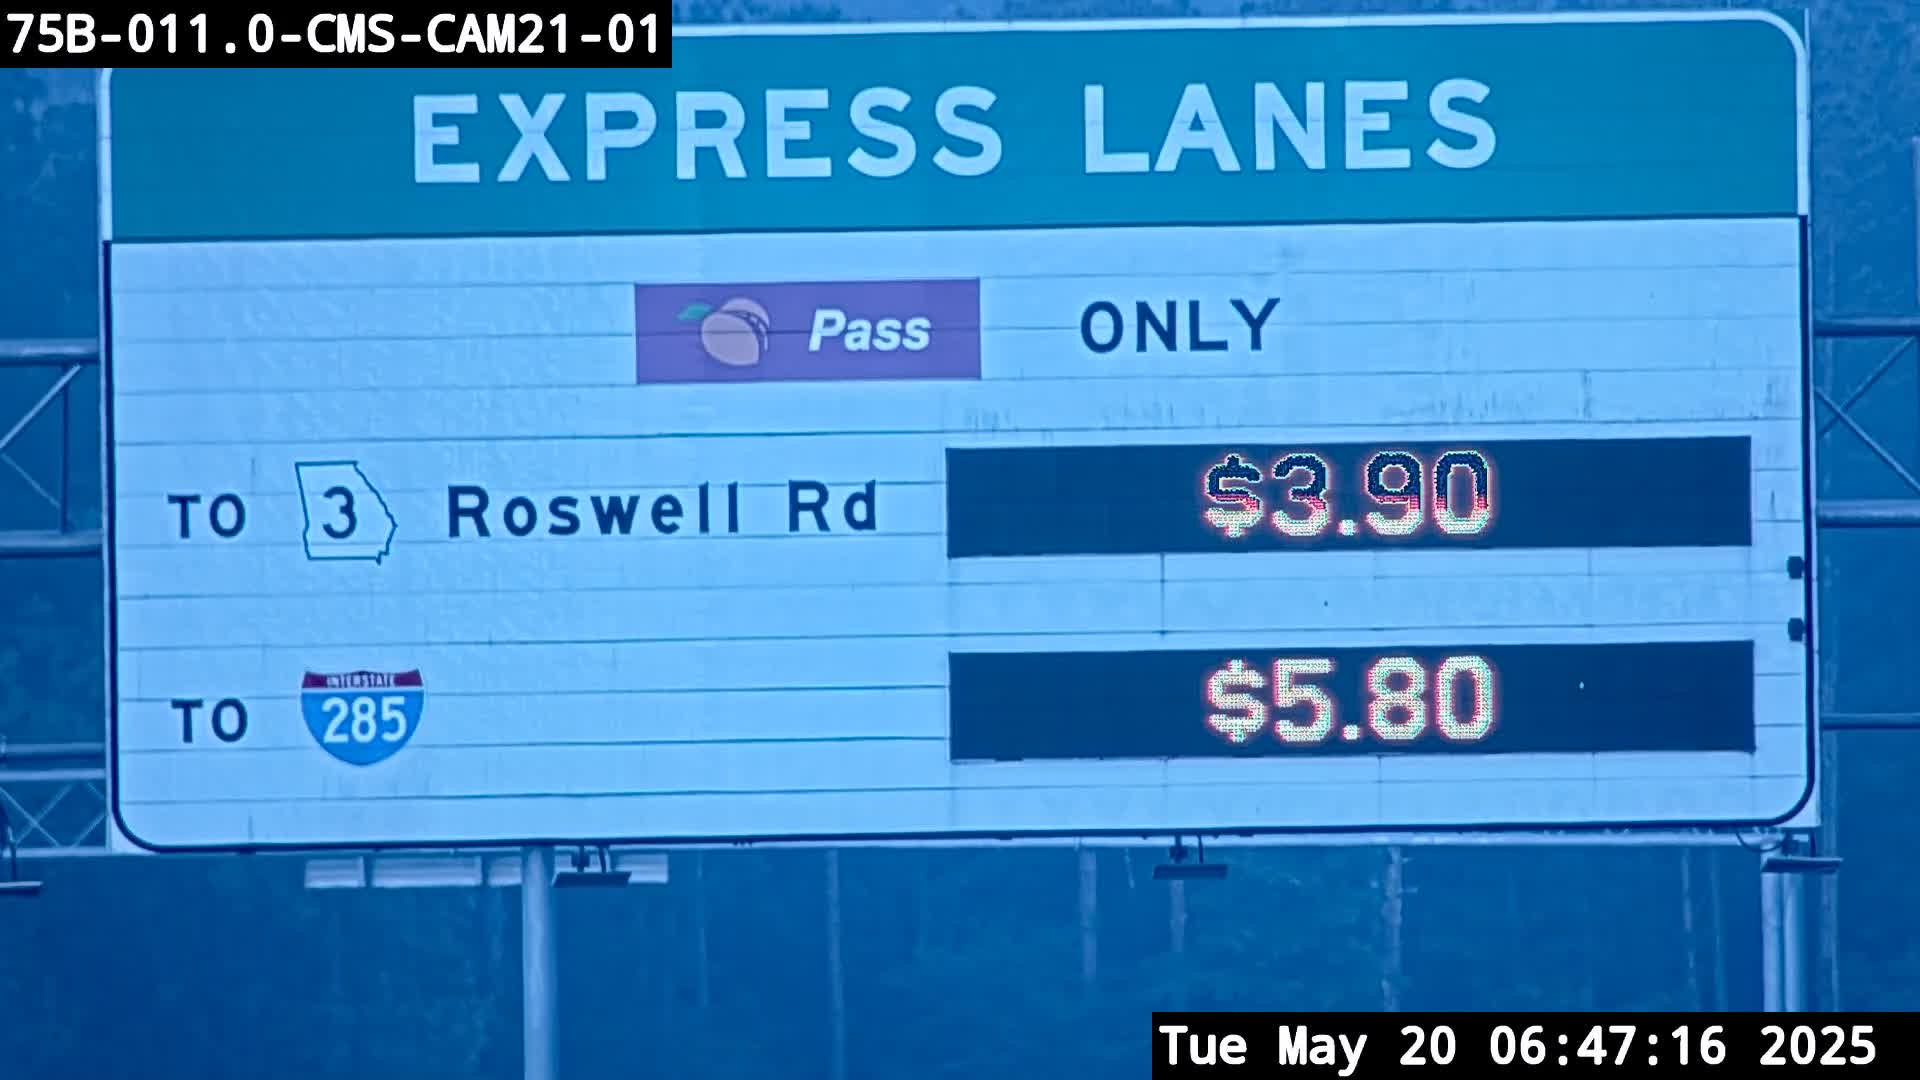 75B-011.0-CMS-CAM21-01
EXPRESS LANES
Pass ONLY
TO 3 Roswell Rd $3.90
INTERSTATE
TO 285 $5.80
Tue May 20 06:47:16 2025